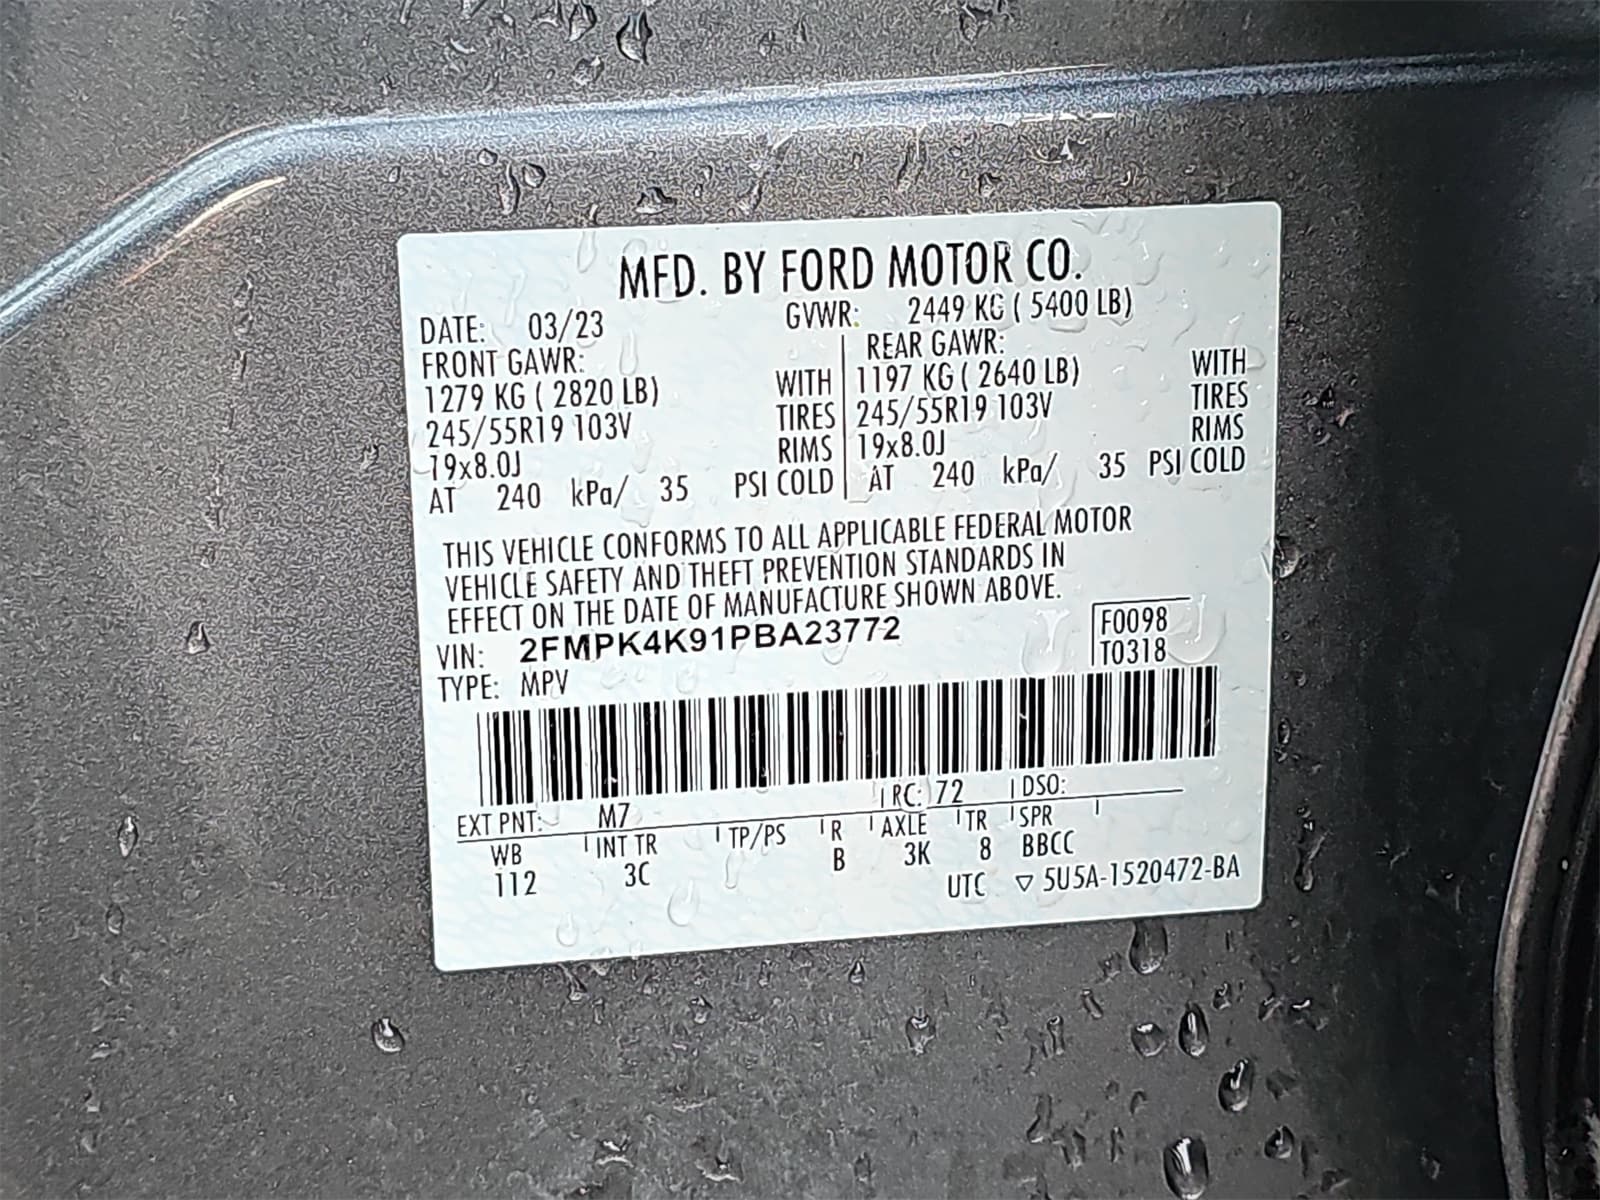 MFD. BY FORD MOTOR CO.
DATE: 03/23 GVWR: 2449 KG ( 5400 LB)
FRONT GAWR: REAR GAWR:
1279 KG ( 2820 LB) WITH 1197 KG ( 2640 LB) WITH
245/55R19 103V TIRES 245/55R19 103V TIRES
19x8.0J RIMS 19x8.0J RIMS
AT 240 kPa/ 35 PSI COLD AT 240 kPa/ 35 PSI COLD
THIS VEHICLE CONFORMS TO ALL APPLICABLE FEDERAL MOTOR
VEHICLE SAFETY AND THEFT PREVENTION STANDARDS IN
EFFECT ON THE DATE OF MANUFACTURE SHOWN ABOVE.
VIN: 2FMPK4K91PBA23772 F0098
TYPE: MPV T0318
EXT PNT: M7 RC: 72 DSO:
WB INT TR TP/PS R AXLE TR SPR
112 3C B 3K 8 BBCC
UTC ▽ 5U5A-1520472-BA